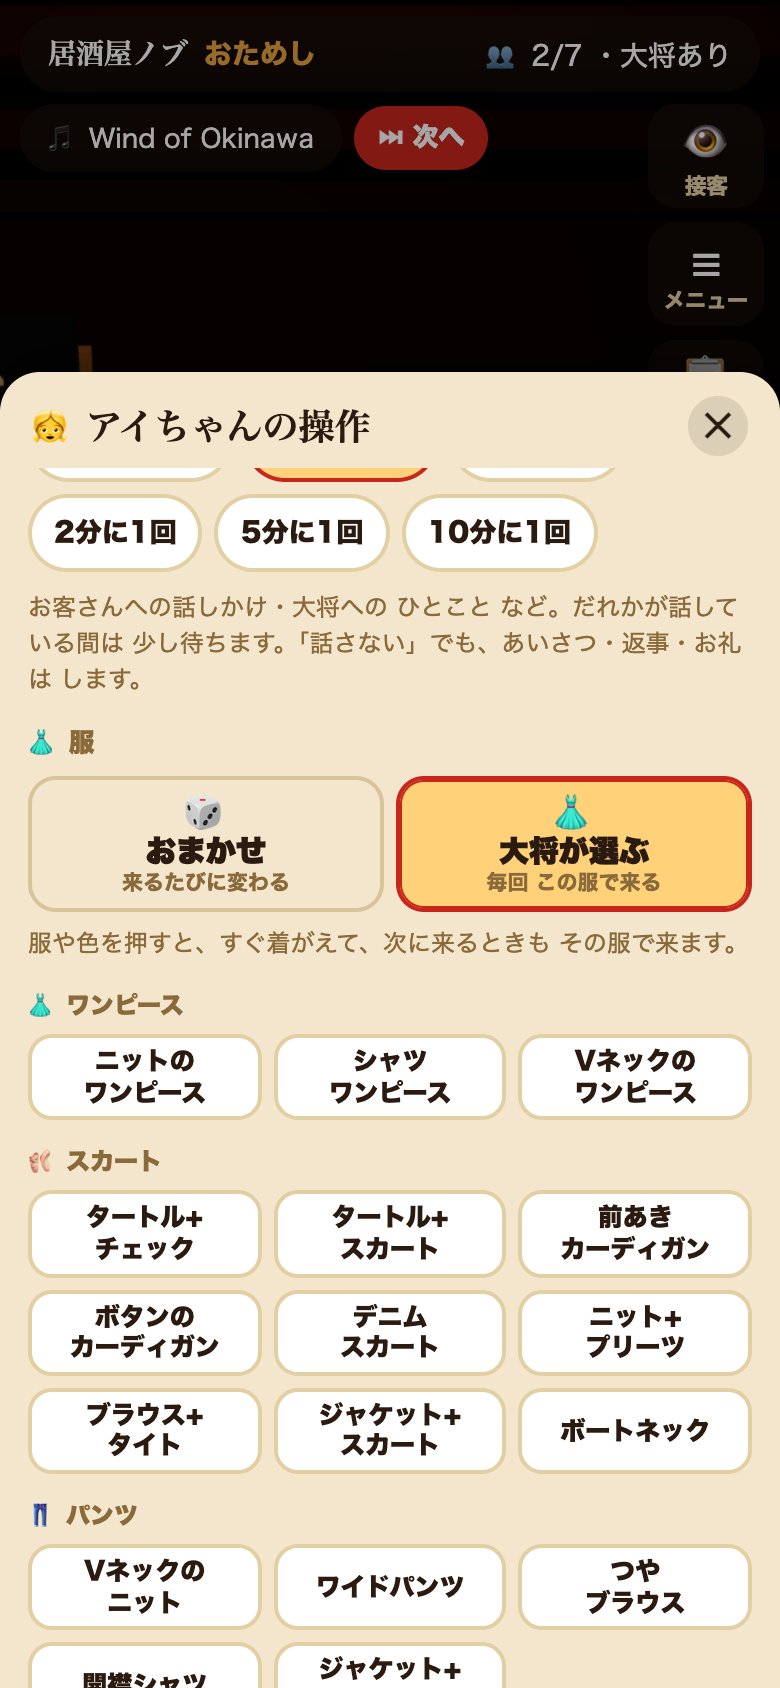 居酒屋ノブ おためし
2/7 ・大将あり
Wind of Okinawa
次へ
接客
メニュー
アイちゃんの操作
2分に1回
5分に1回
10分に1回
お客さんへの話しかけ・大将への ひとこと など。だれかが話して
いる間は 少し待ちます。「話さない」でも、あいさつ・返事・お礼
は します。
服
おまかせ
来るたびに変わる
大将が選ぶ
毎回 この服で来る
服や色を押すと、すぐ着がえて、次に来るときも その服で来ます。
ワンピース
ニットの
ワンピース
シャツ
ワンピース
Vネックの
ワンピース
スカート
タートル+
チェック
タートル+
スカート
前あき
カーディガン
ボタンの
カーディガン
デニム
スカート
ニット+
プリーツ
ブラウス+
タイト
ジャケット+
スカート
ボートネック
パンツ
Vネックの
ニット
ワイドパンツ
つや
ブラウス
開襟シャツ
ジャケット+